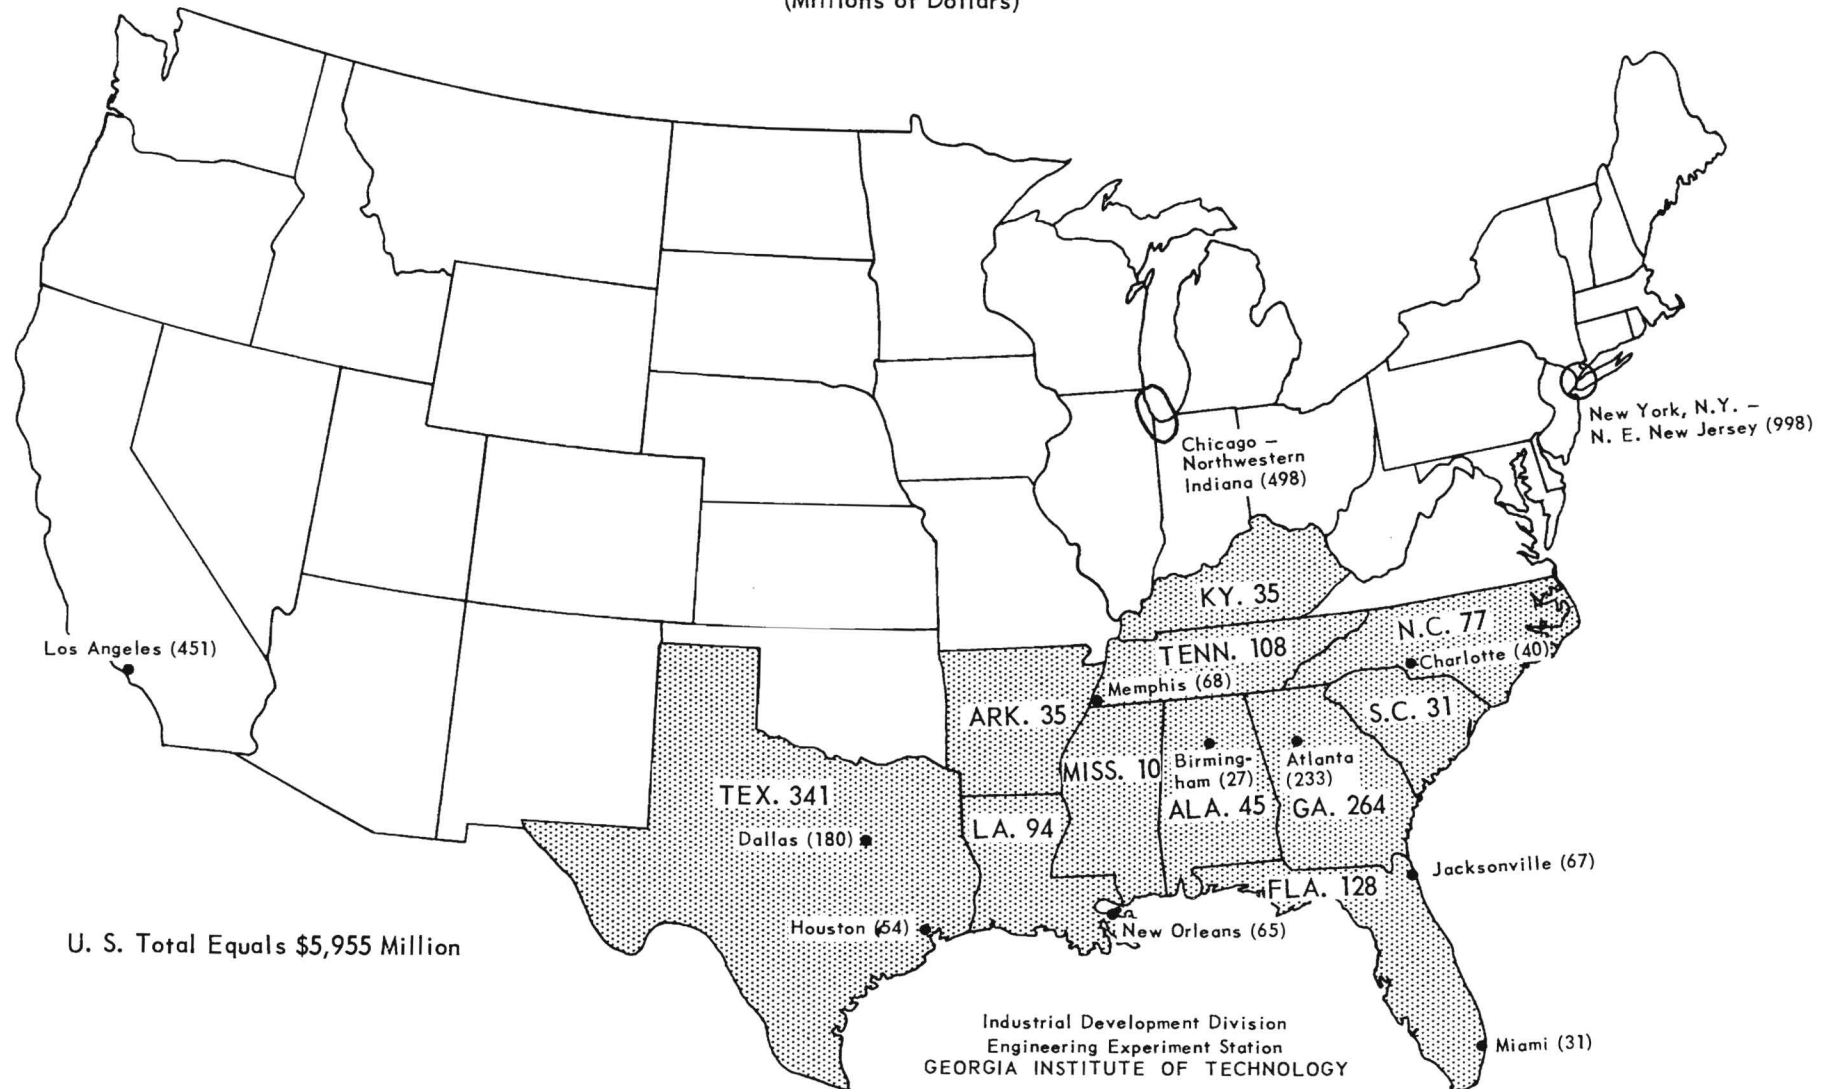 (Millions of Dollars)
New York, N.Y. –
N. E. New Jersey (998)
Chicago –
Northwestern
Indiana (498)
KY. 35
N.C. 77
Los Angeles (451)
TENN. 108
Charlotte (40)
Memphis (68)
ARK. 35
S.C. 31
MISS. 10
Birming-
ham (27)
Atlanta
(233)
TEX. 341
ALA. 45
GA. 264
LA. 94
Dallas (180)
Jacksonville (67)
FLA. 128
Houston (54)
New Orleans (65)
U. S. Total Equals $5,955 Million
Industrial Development Division
Engineering Experiment Station
GEORGIA INSTITUTE OF TECHNOLOGY
Miami (31)